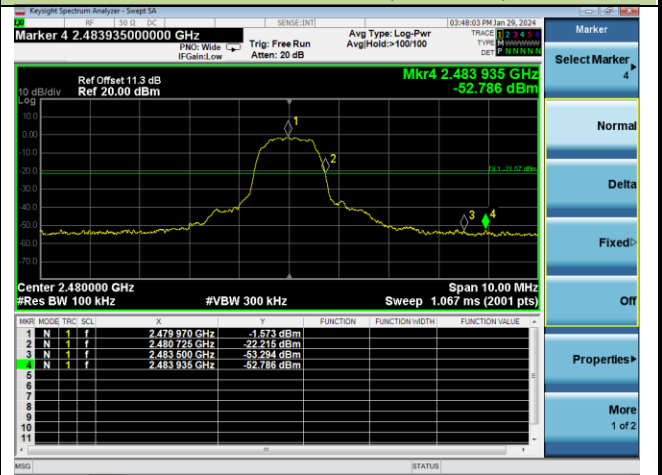 Keysight Spectrum Analyzer - Swept SA
RF 50 Ω DC SENSE:INT 03:48:03 PM Jan 29, 2024
Marker 4 2.483935000000 GHz
PNO: Wide
IFGain:Low
Trig: Free Run
Atten: 20 dB
Avg Type: Log-Pwr
Avg|Hold:>100/100
TRACE 1 2 3 4 5 6
TYPE M WWWWW
DET P NNNNN
Marker
Select Marker
4
Normal
Delta
Fixed
Off
Properties
More
1 of 2
Mkr4 2.483 935 GHz
-52.786 dBm
Ref Offset 11.3 dB
10 dB/div Ref 20.00 dBm
Log
10.0
0.00
-10.0
-20.0
-30.0
-40.0
-50.0
-60.0
-70.0
1
2
3
4
DL1 -21.57 dBm
Center 2.480000 GHz Span 10.00 MHz
#Res BW 100 kHz #VBW 300 kHz Sweep 1.067 ms (2001 pts)
MKR MODE TRC SCL X Y FUNCTION FUNCTION WIDTH FUNCTION VALUE
1 N 1 f 2.479 970 GHz -1.573 dBm
2 N 1 f 2.480 725 GHz -22.215 dBm
3 N 1 f 2.483 500 GHz -53.294 dBm
4 N 1 f 2.483 935 GHz -52.786 dBm
5
6
7
8
9
10
11
MSG STATUS